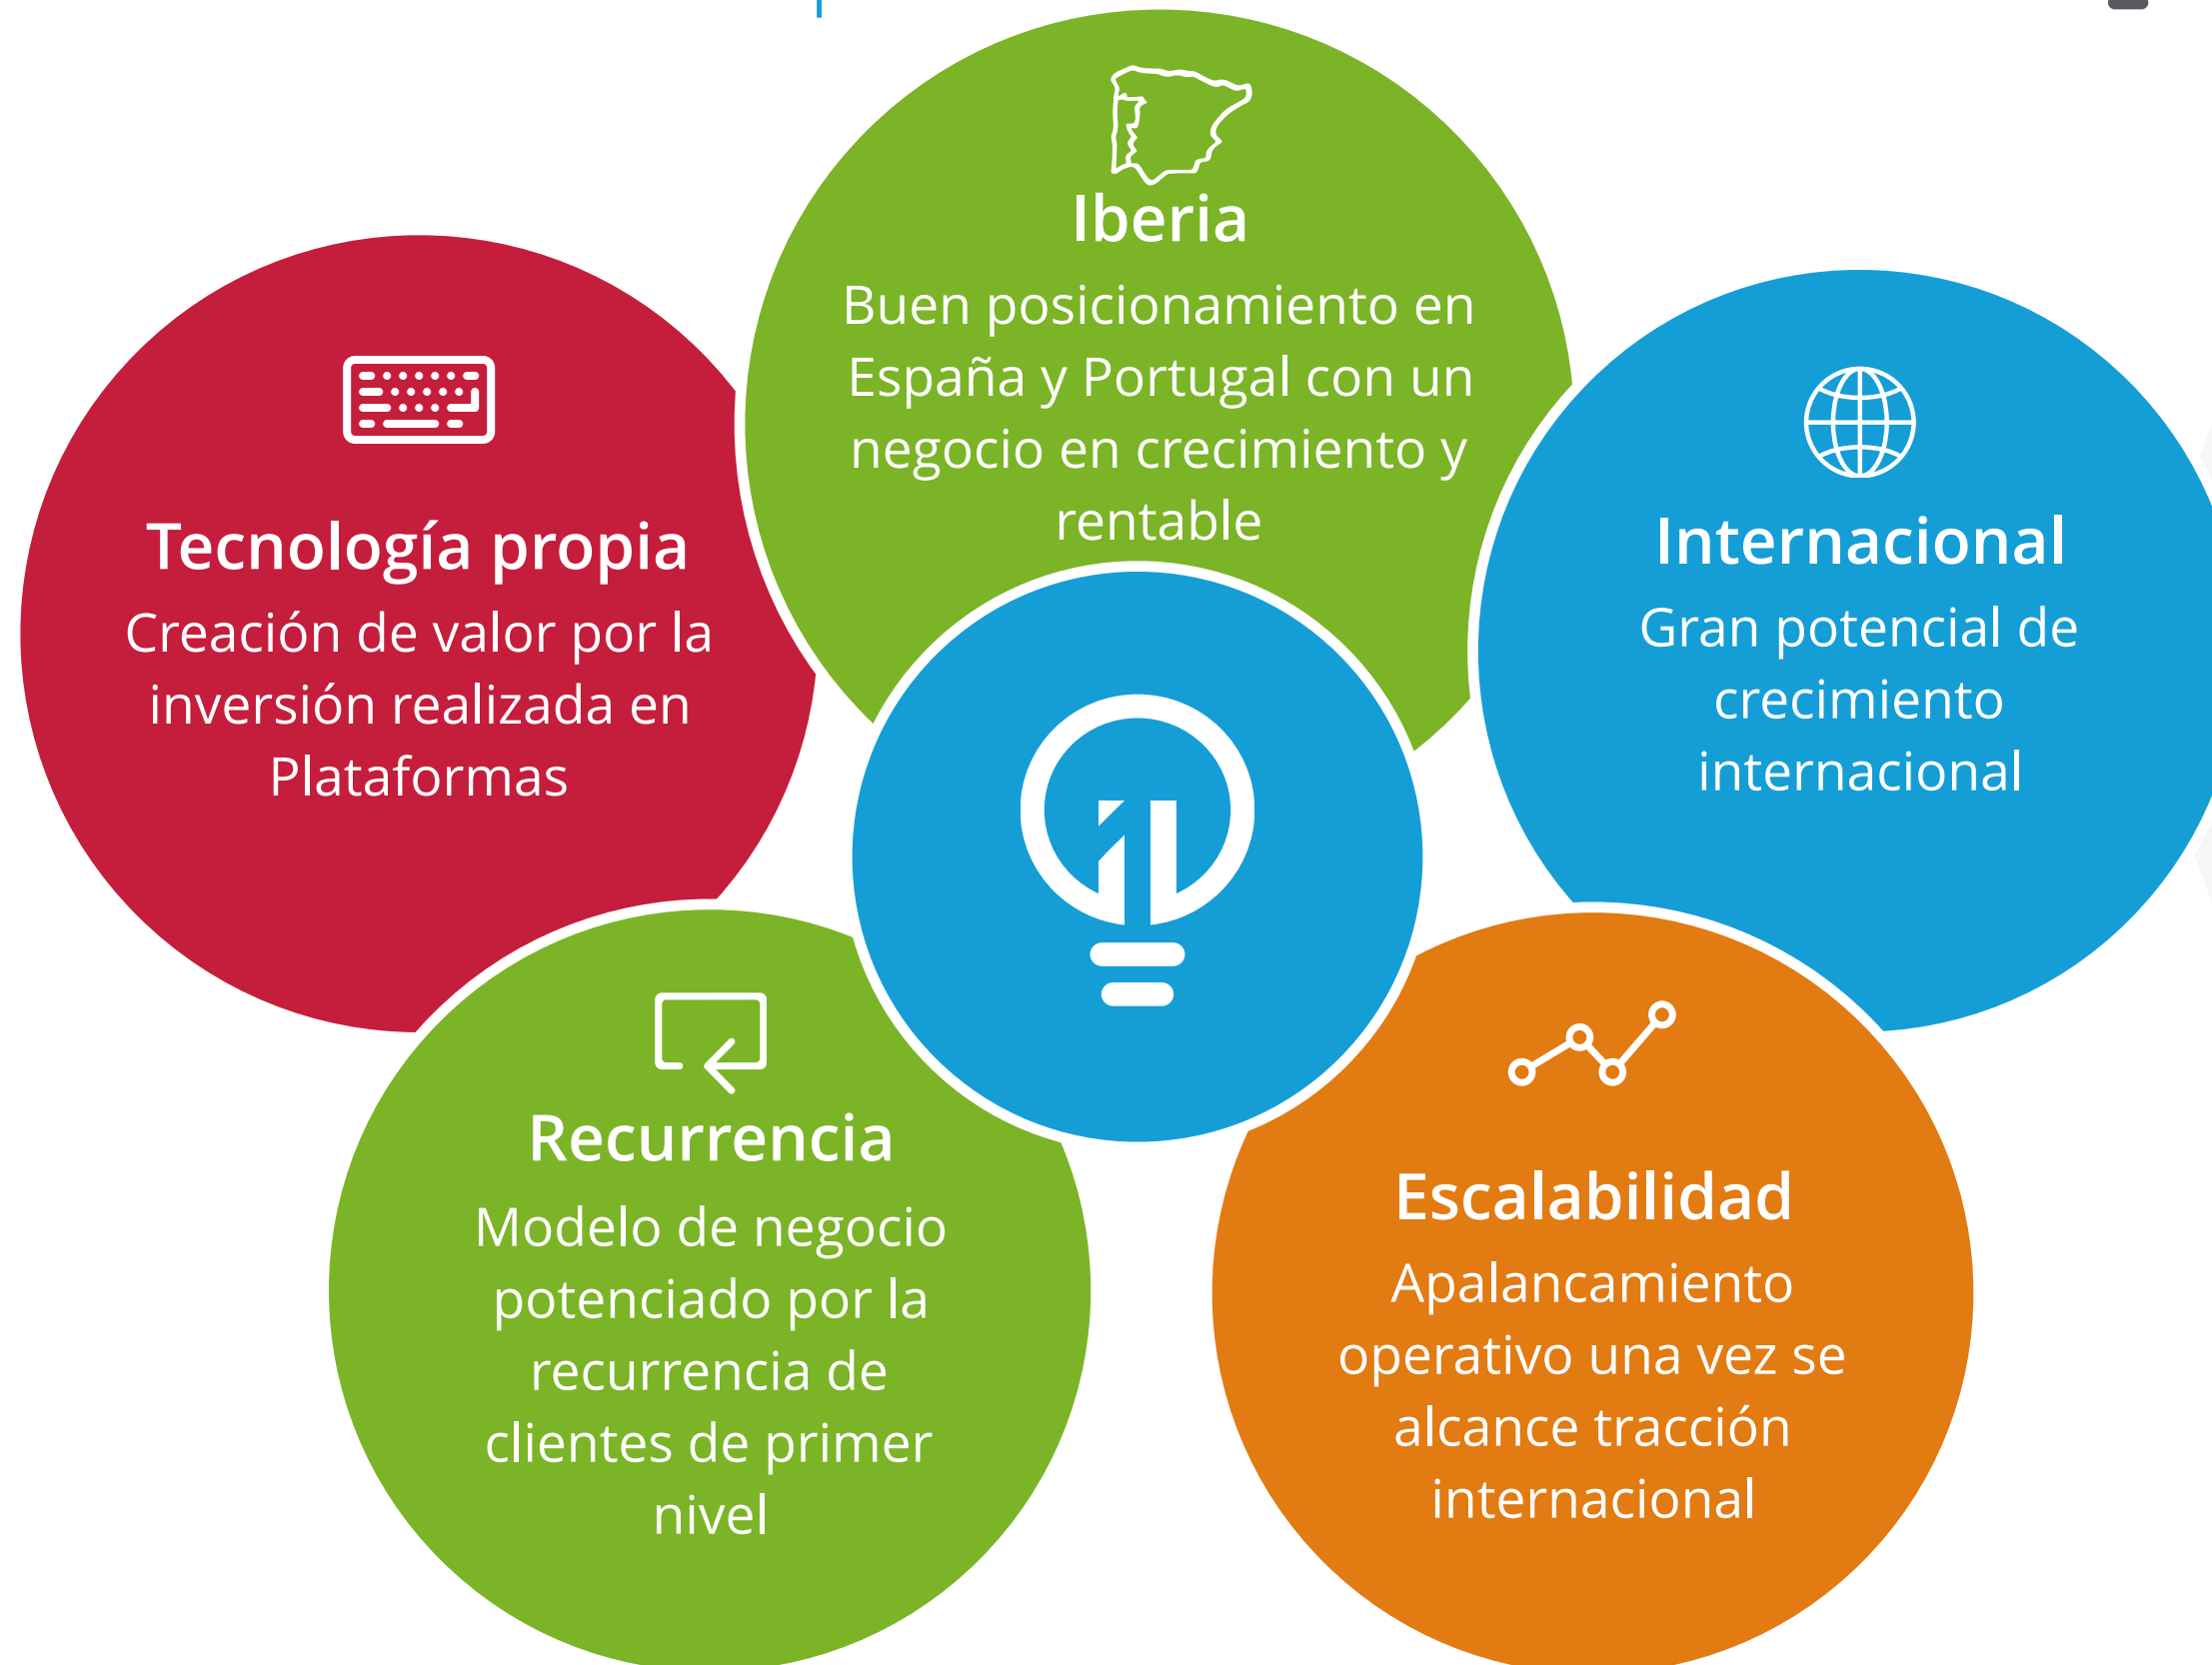 Iberia
Buen posicionamiento en
España y Portugal con un
negocio en crecimiento y
rentable
Tecnología propia
Creación de valor por la
inversión realizada en
Plataformas
Internacional
Gran potencial de
crecimiento
internacional
Recurrencia
Modelo de negocio
potenciado por la
recurrencia de
clientes de primer
nivel
Escalabilidad
Apalancamiento
operativo una vez se
alcance tracción
internacional